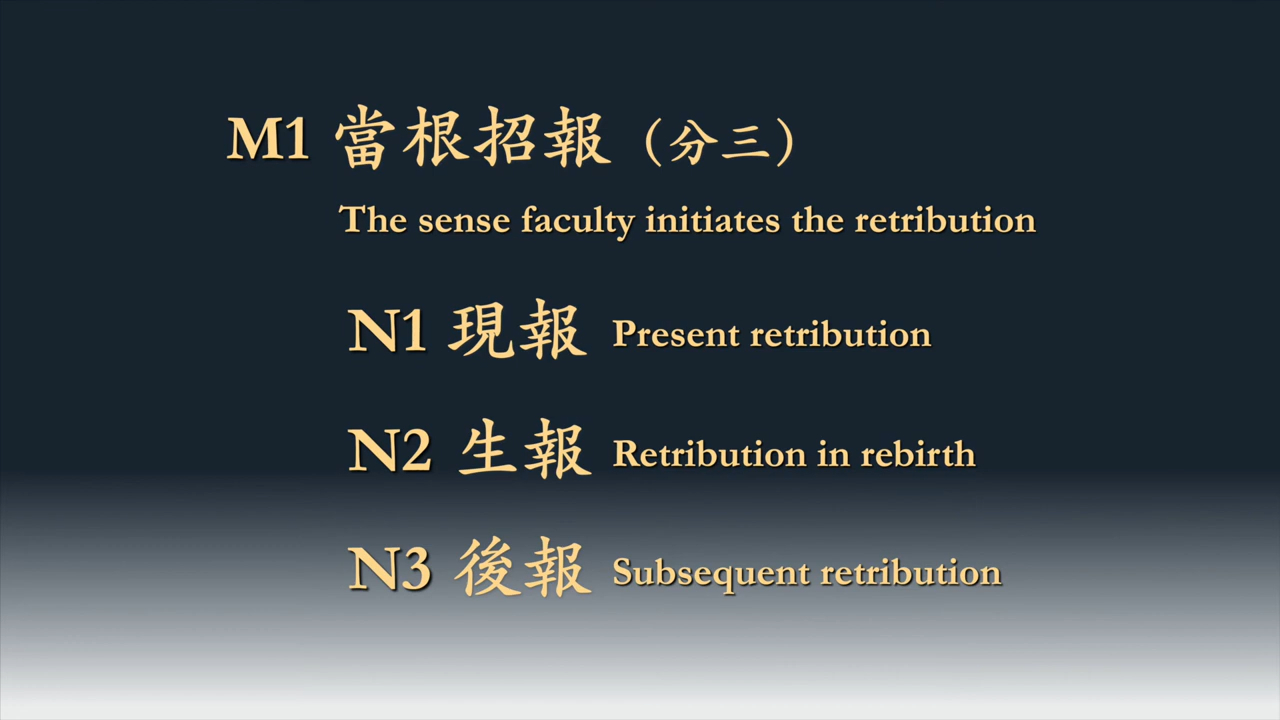 M1 當根招報（分三）
The sense faculty initiates the retribution
N1 現報 Present retribution
N2 生報 Retribution in rebirth
N3 後報 Subsequent retribution